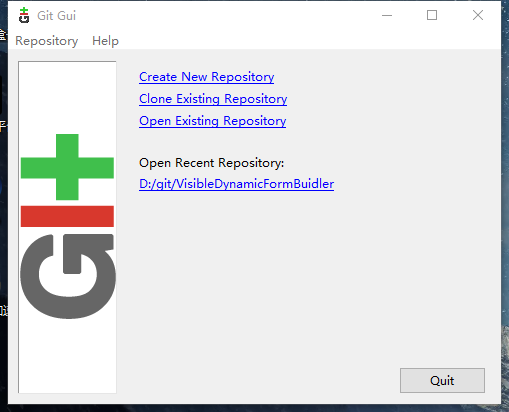 Git Gui
Repository Help
Create New Repository
Clone Existing Repository
Open Existing Repository
Open Recent Repository:
D:/git/VisibleDynamicFormBuidler
GIt
Quit